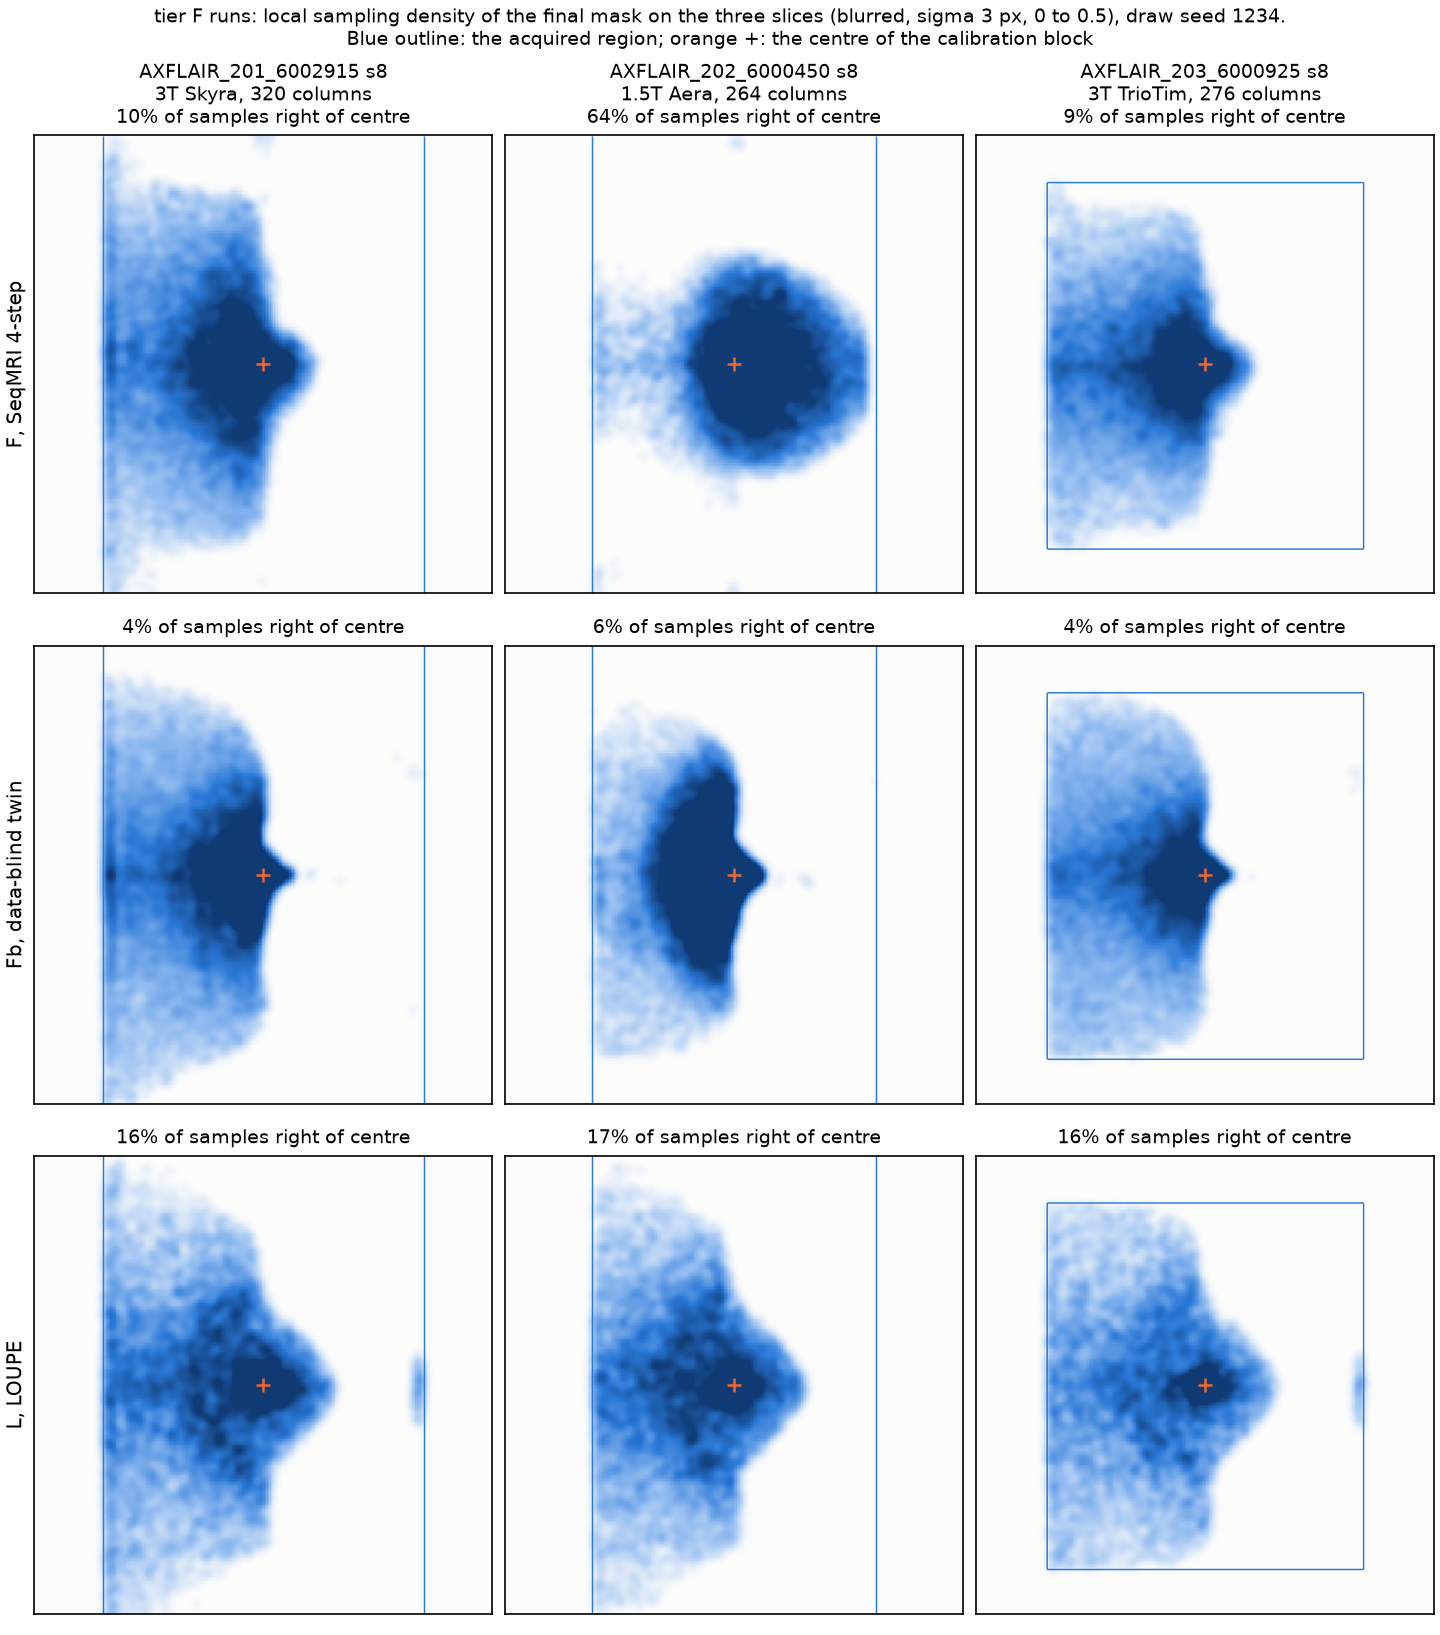 tier F runs: local sampling density of the final mask on the three slices (blurred, sigma 3 px, 0 to 0.5), draw seed 1234.
Blue outline: the acquired region; orange +: the centre of the calibration block
AXFLAIR_201_6002915 s8
3T Skyra, 320 columns
10% of samples right of centre
AXFLAIR_202_6000450 s8
1.5T Aera, 264 columns
64% of samples right of centre
AXFLAIR_203_6000925 s8
3T TrioTim, 276 columns
9% of samples right of centre
F, SeqMRI 4-step
4% of samples right of centre
6% of samples right of centre
4% of samples right of centre
Fb, data-blind twin
16% of samples right of centre
17% of samples right of centre
16% of samples right of centre
L, LOUPE